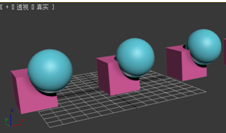 [ + ][ 透视 ][ 真实 ]